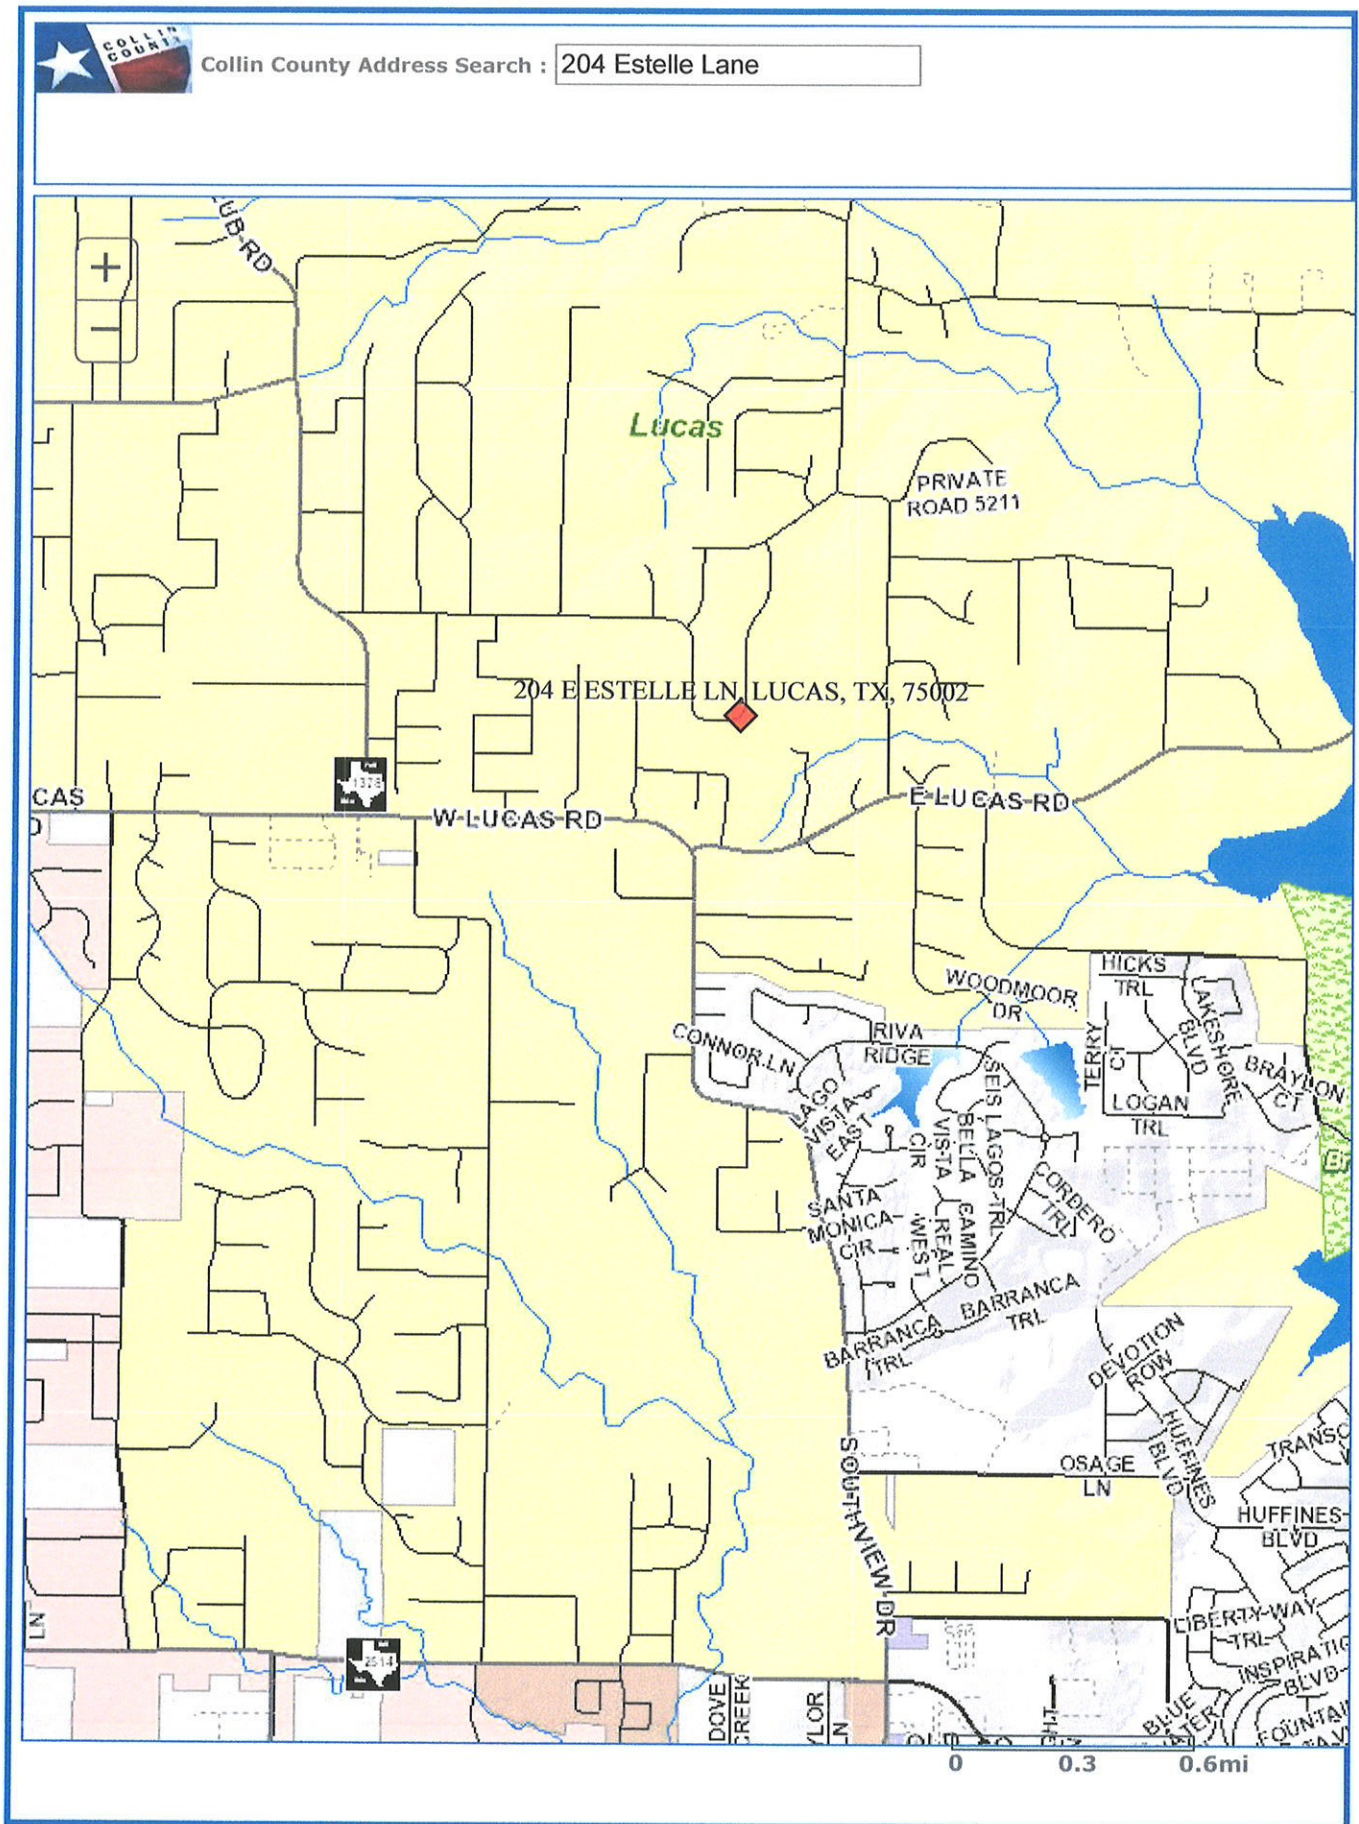 COLLIN
COUNTY
Collin County Address Search : 204 Estelle Lane
+
−
UB RD
Lucas
PRIVATE
ROAD 5211
204 E ESTELLE LN, LUCAS, TX, 75002
1378
CAS
W LUCAS RD
E LUCAS RD
HICKS
TRL
WOODMOOR
DR
LAKESHORE
BLVD
TERRY
CT
CONNOR LN
RIVA
RIDGE
BRAYLON
CT
LAGO
VISTA
EAST
SEIS LAGOS TRL
LOGAN
TRL
CIR
BELLA
VISTA
CORDERO
TRL
SANTA
MONICA
CIR
WEST
CAMINO
REAL
BARRANCA
TRL
BARRANCA
TRL
DEVOTION
ROW
HUFFINES
BLVD
TRANSC
OSAGE
LN
SOUTHVIEW DR
HUFFINES
BLVD
LN
LIBERTY WAY
TRL
2514
INSPIRATIO
BLVD
DOVE
CREEK
YLOR
LN
BLUE
ATER
FOUNTAI
0 0.3 0.6mi